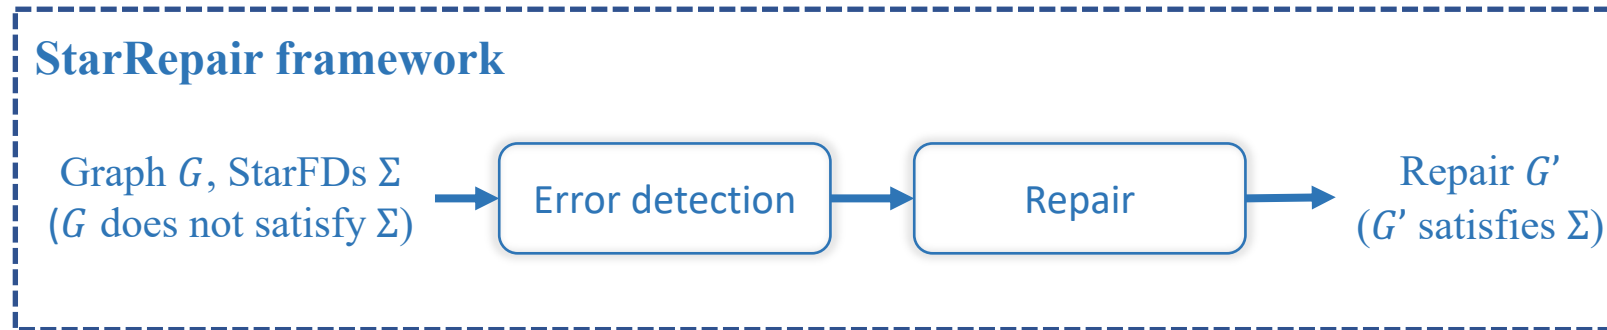 StarRepair framework
Graph G, StarFDs Σ
(G does not satisfy Σ)
Error detection
Repair
Repair G’
(G’ satisfies Σ)